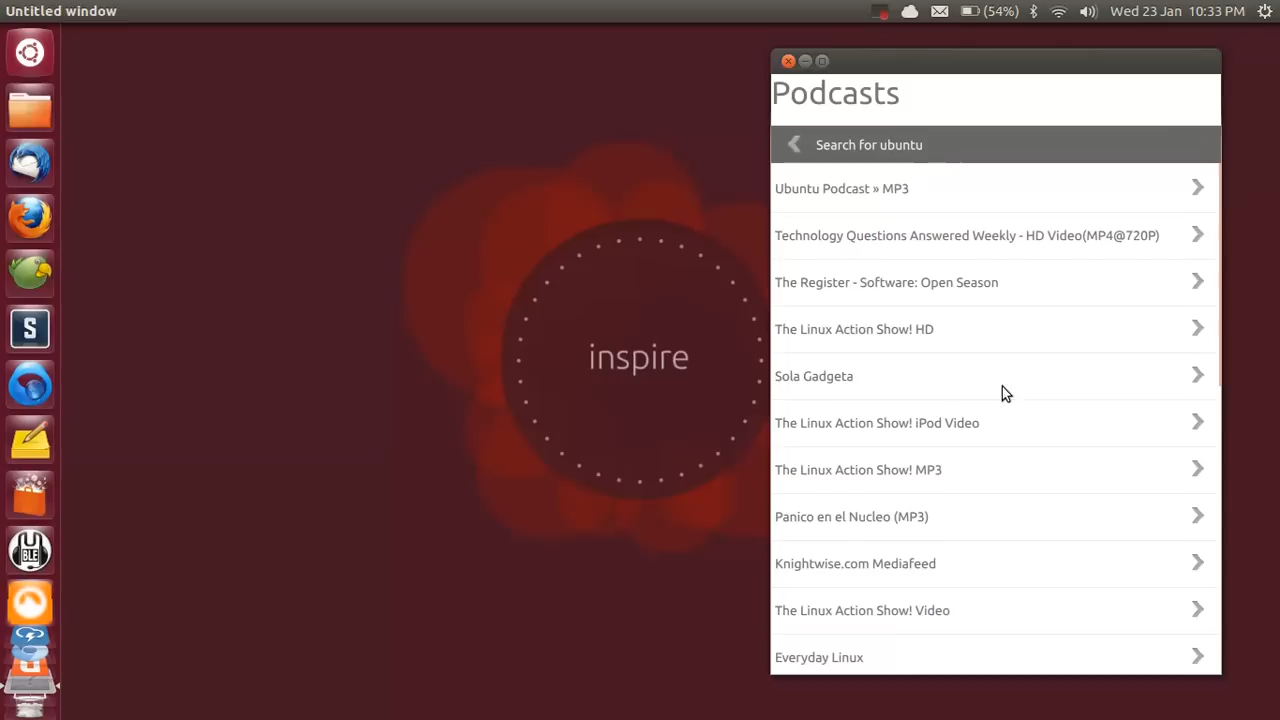 Untitled window
(54%)
Wed 23 Jan 10:33 PM
Podcasts
Search for ubuntu
Ubuntu Podcast » MP3
Technology Questions Answered Weekly - HD Video(MP4@720P)
The Register - Software: Open Season
The Linux Action Show! HD
Sola Gadgeta
The Linux Action Show! iPod Video
The Linux Action Show! MP3
Panico en el Nucleo (MP3)
Knightwise.com Mediafeed
The Linux Action Show! Video
Everyday Linux
inspire
S
U
BLE